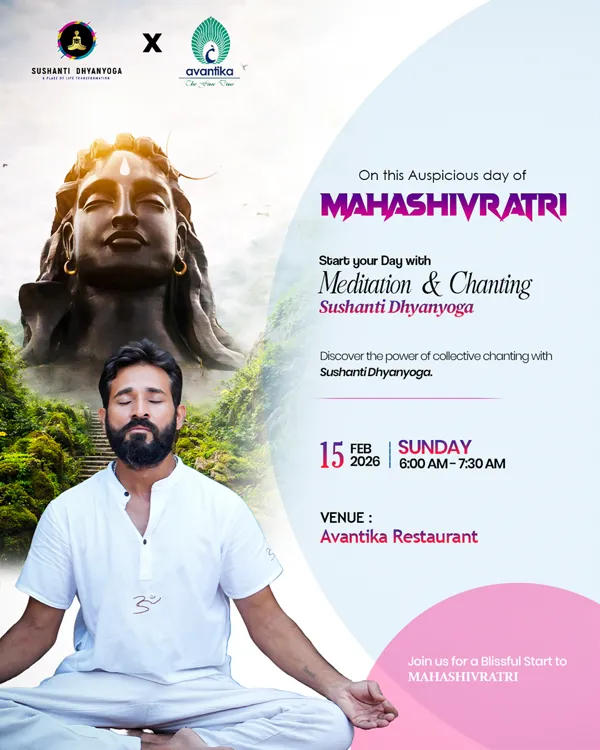 SUSHANTI DHYANYOGA
A PLACE OF LIFE TRANSFORMATION
X
avantika
The Fine Dine
On this Auspicious day of
MAHASHIVRATRI
Start your Day with
Meditation & Chanting
Sushanti Dhyanyoga
Discover the power of collective chanting with
Sushanti Dhyanyoga.
15 FEB 2026 SUNDAY
6:00 AM – 7:30 AM
VENUE :
Avantika Restaurant
ॐ
Join us for a Blissful Start to
MAHASHIVRATRI